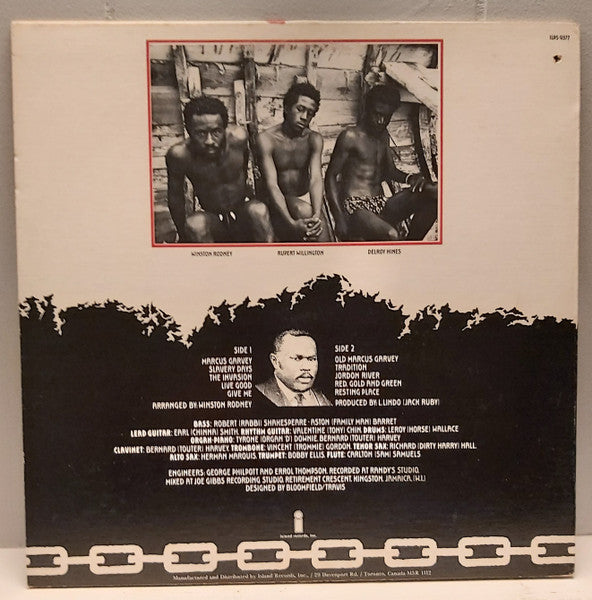 ILPS-9377
WINSTON RODNEY
RUPERT WILLINGTON
DELROY HINES
SIDE 1
MARCUS GARVEY
SLAVERY DAYS
THE INVASION
LIVE GOOD
GIVE ME
ARRANGED BY WINSTON RODNEY
SIDE 2
OLD MARCUS GARVEY
TRADITION
JORDON RIVER
RED, GOLD AND GREEN
RESTING PLACE
PRODUCED BY L.LINDO (JACK RUBY)
BASS: ROBERT (RABBI) SHAKESPEARE · ASTON (FAMILY MAN) BARRET
LEAD GUITAR: EARL (CHINNA) SMITH. RHYTHM GUITAR: VALENTINE (TONY) CHIN. DRUMS: LEROY (HORSE) WALLACE
ORGAN-PIANO: TYRONE (ORGAN 'D') DOWNIE, BERNARD (TOUTER) HARVEY
CLAVINET: BERNARD (TOUTER) HARVEY, TROMBONE: VINCENT (TROMMIE) GORDON. TENOR SAX: RICHARD (DIRTY HARRY) HALL.
ALTO SAX: HERMAN MARQUIS. TRUMPET: BOBBY ELLIS. FLUTE: CARLTON (SAM) SAMUELS
ENGINEERS: GEORGE PHILPOTT AND ERROL THOMPSON. RECORDED AT RANDY'S STUDIO.
MIXED AT JOE GIBBS RECORDING STUDIO, RETIREMENT CRESCENT, KINGSTON, JAMAICA, (W.I.)
DESIGNED BY BLOOMFIELD/TRAVIS
Island records, inc.
Manufactured and Distributed by Island Records, Inc., / 29 Davenport Rd. / Toronto, Canada M5R 1H2